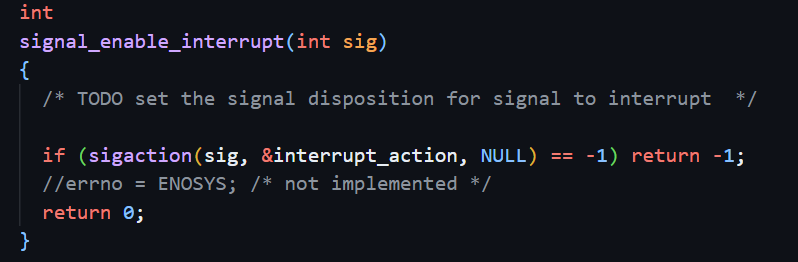 int
signal_enable_interrupt(int sig)
{
/* TODO set the signal disposition for signal to interrupt  */
if (sigaction(sig, &interrupt_action, NULL) == -1) return -1;
//errno = ENOSYS; /* not implemented */
return 0;
}